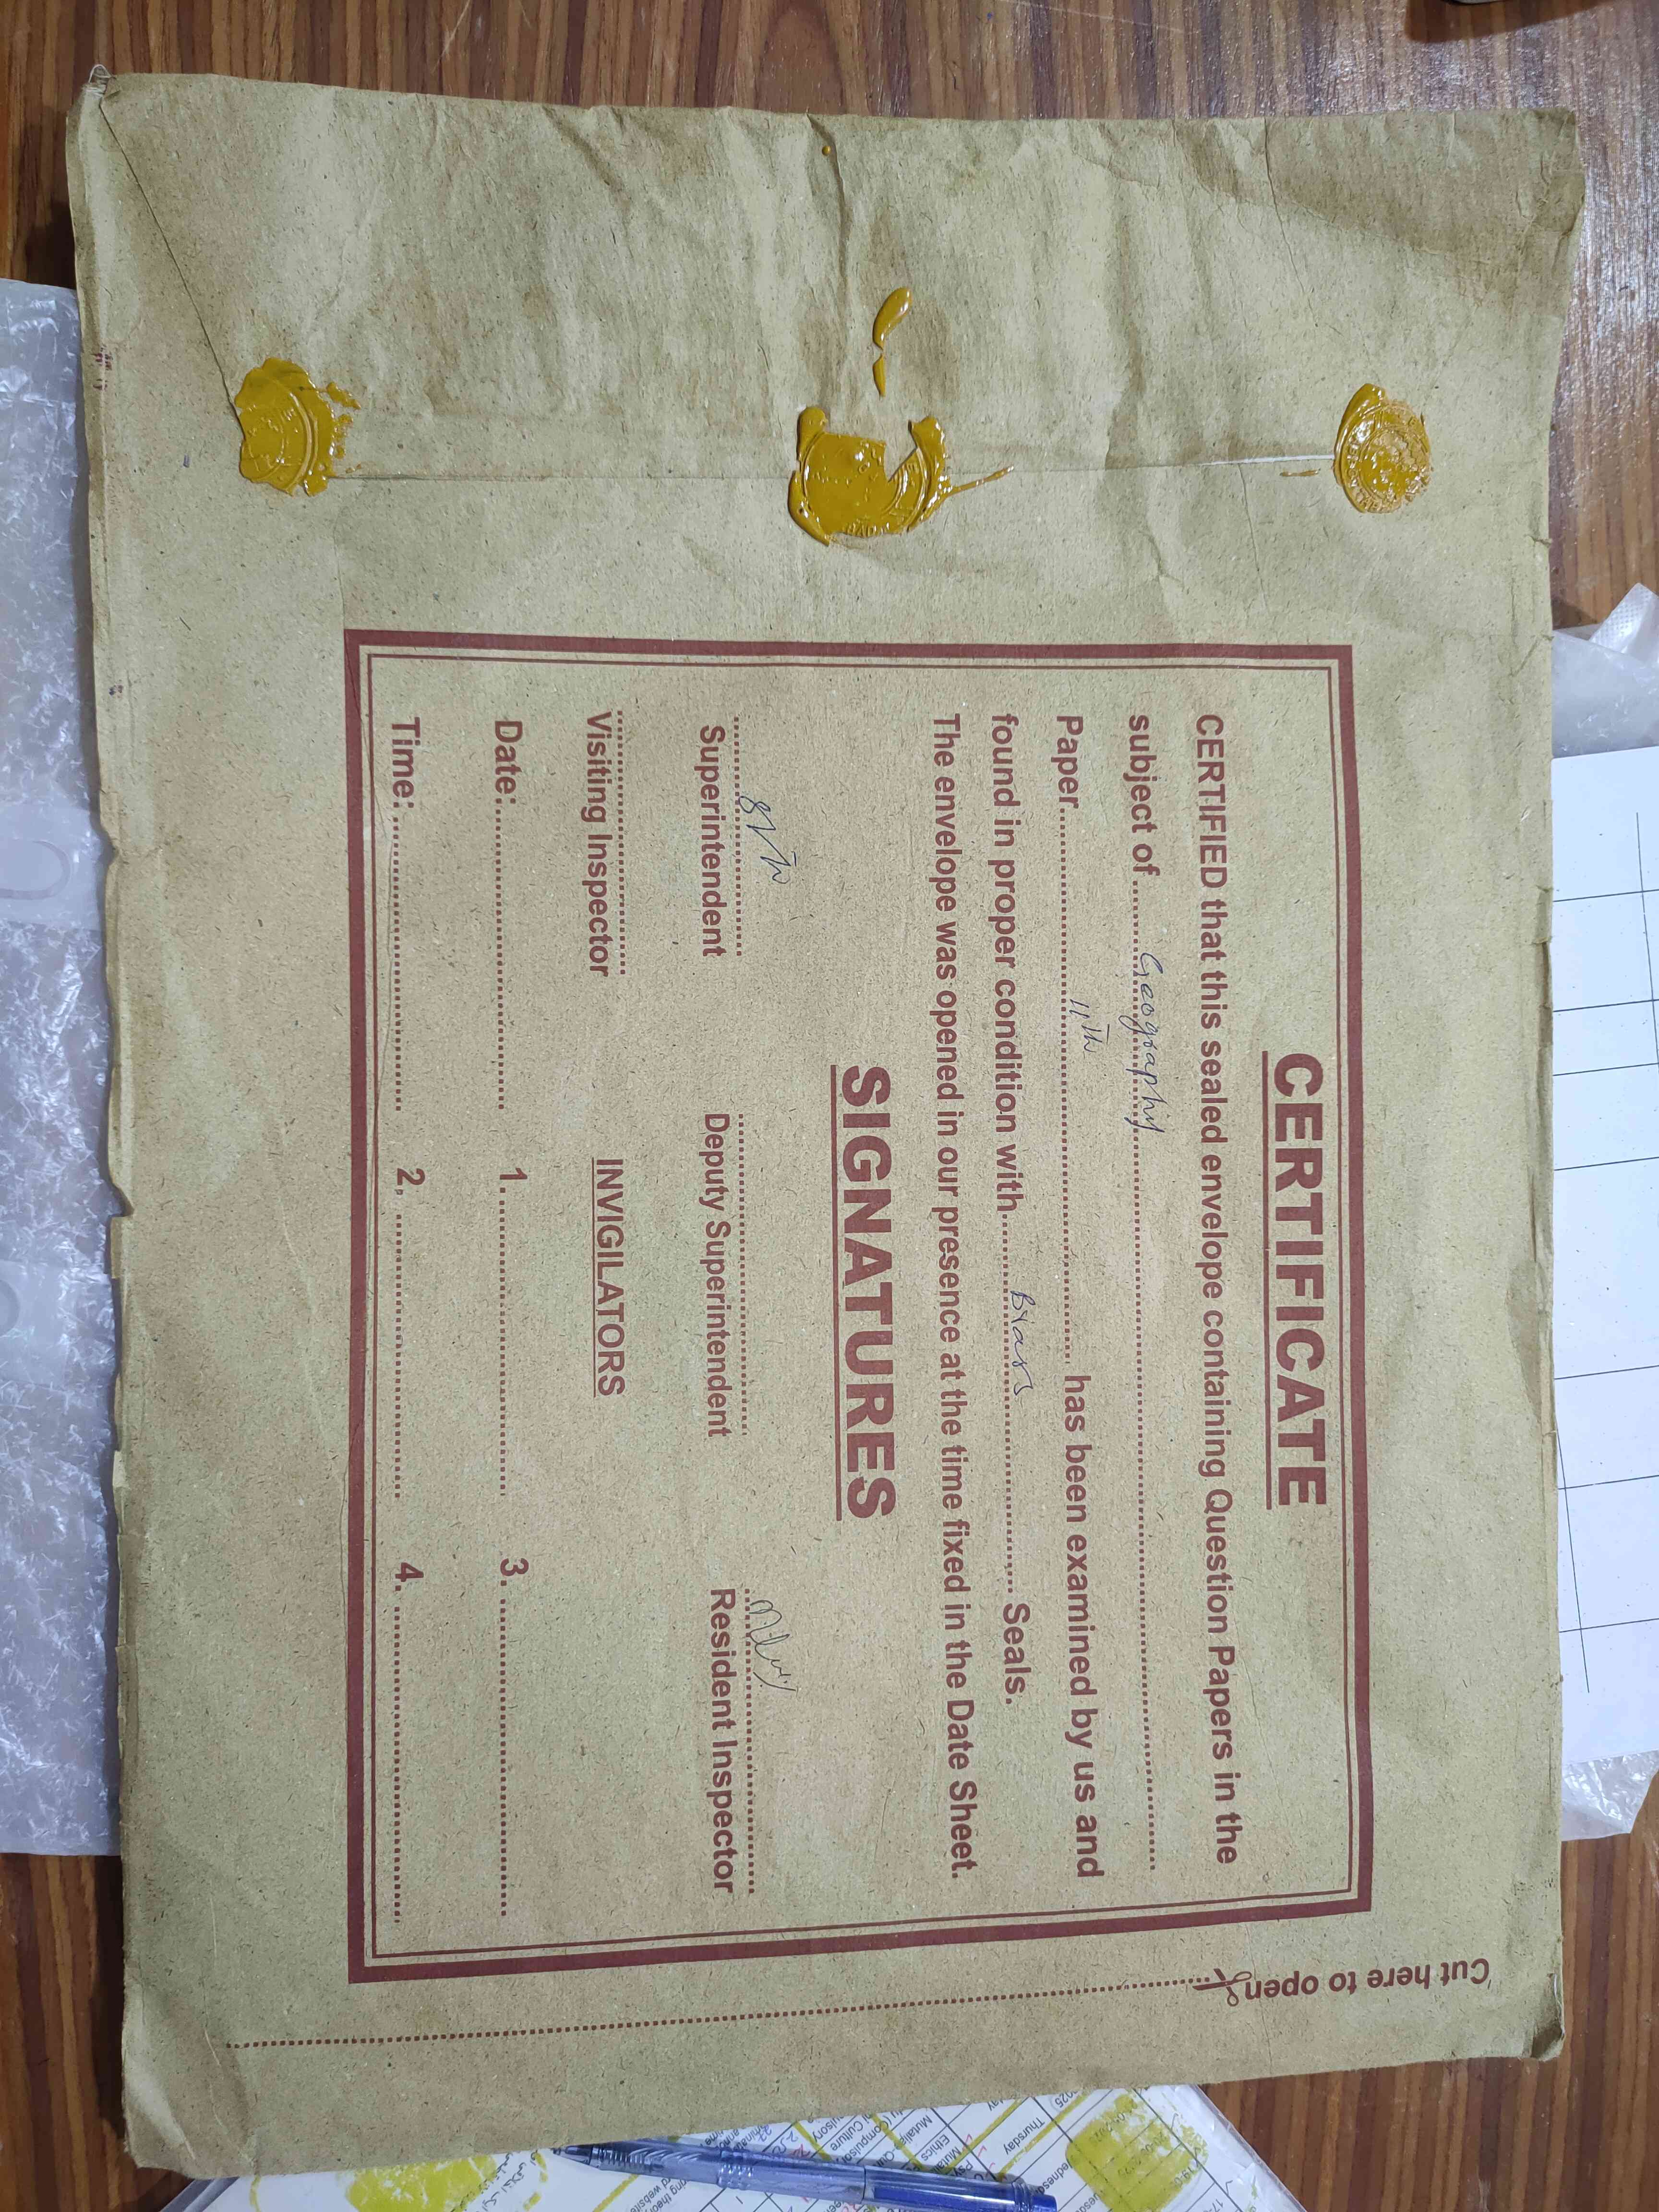 CERTIFICATE
CERTIFIED that this sealed envelope containing Question Papers in the
subject of ........ Geography ........
Paper ........ 11th ........ has been examined by us and
found in proper condition with ........ Brass ........ Seals.
The envelope was opened in our presence at the time fixed in the Date Sheet.
SIGNATURES
Superintendent Deputy Superintendent Resident Inspector
Visiting Inspector INVIGILATORS
Date: ........ 1. ........ 3. ........
Time: ........ 2. ........ 4. ........
Cut here to open
Thursday